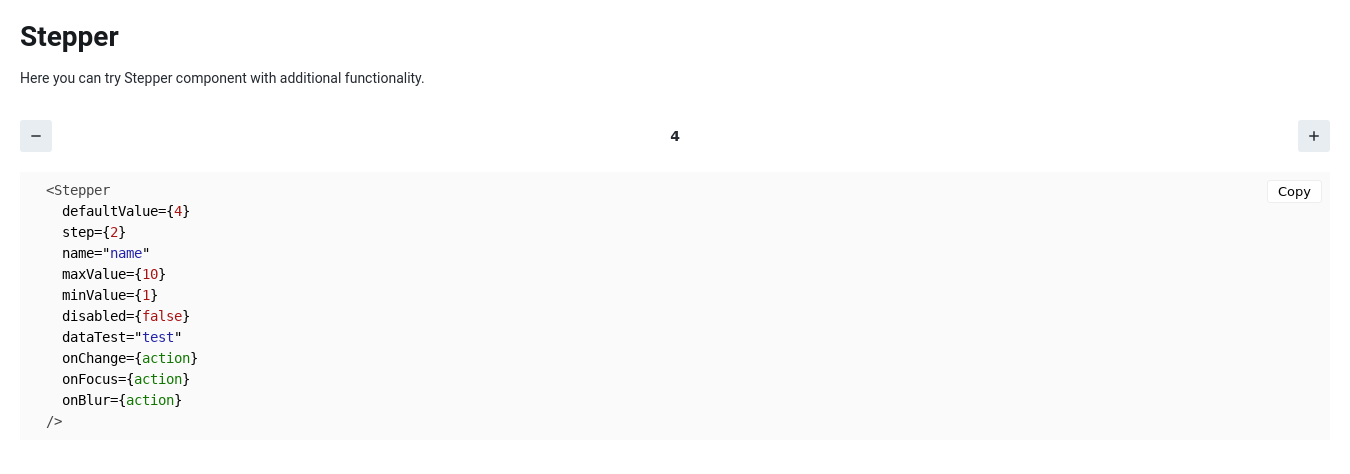 Stepper
Here you can try Stepper component with additional functionality.
− 4 +
<Stepper
Copy
defaultValue={4}
step={2}
name="name"
maxValue={10}
minValue={1}
disabled={false}
dataTest="test"
onChange={action}
onFocus={action}
onBlur={action}
/>